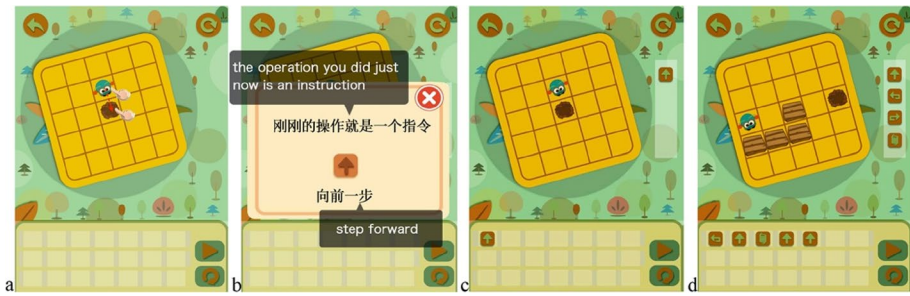 the operation you did just
now is an instruction
刚刚的操作就是一个指令
向前一步
step forward
a
b
c
d